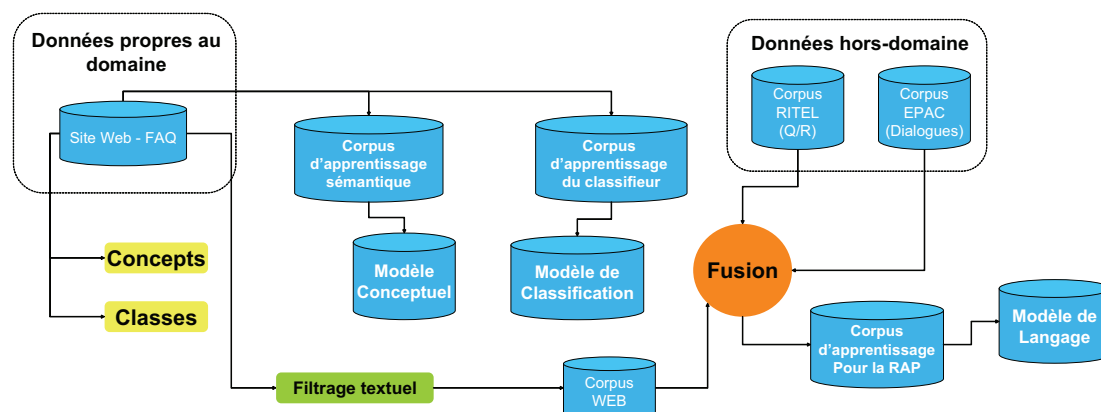 Données propres au
domaine
Site Web - FAQ
Corpus
d'apprentissage
sémantique
Corpus
d'apprentissage
du classifieur
Données hors-domaine
Corpus
RITEL
(Q/R)
Corpus
EPAC
(Dialogues)
Concepts
Classes
Modèle
Conceptuel
Modèle de
Classification
Fusion
Filtrage textuel
Corpus
WEB
Corpus
d'apprentissage
Pour la RAP
Modèle de
Langage